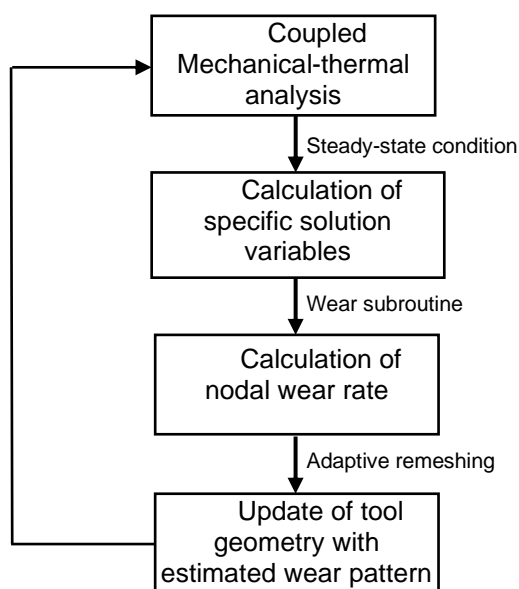 Coupled
Mechanical-thermal
analysis
Steady-state condition
Calculation of
specific solution
variables
Wear subroutine
Calculation of
nodal wear rate
Adaptive remeshing
Update of tool
geometry with
estimated wear pattern